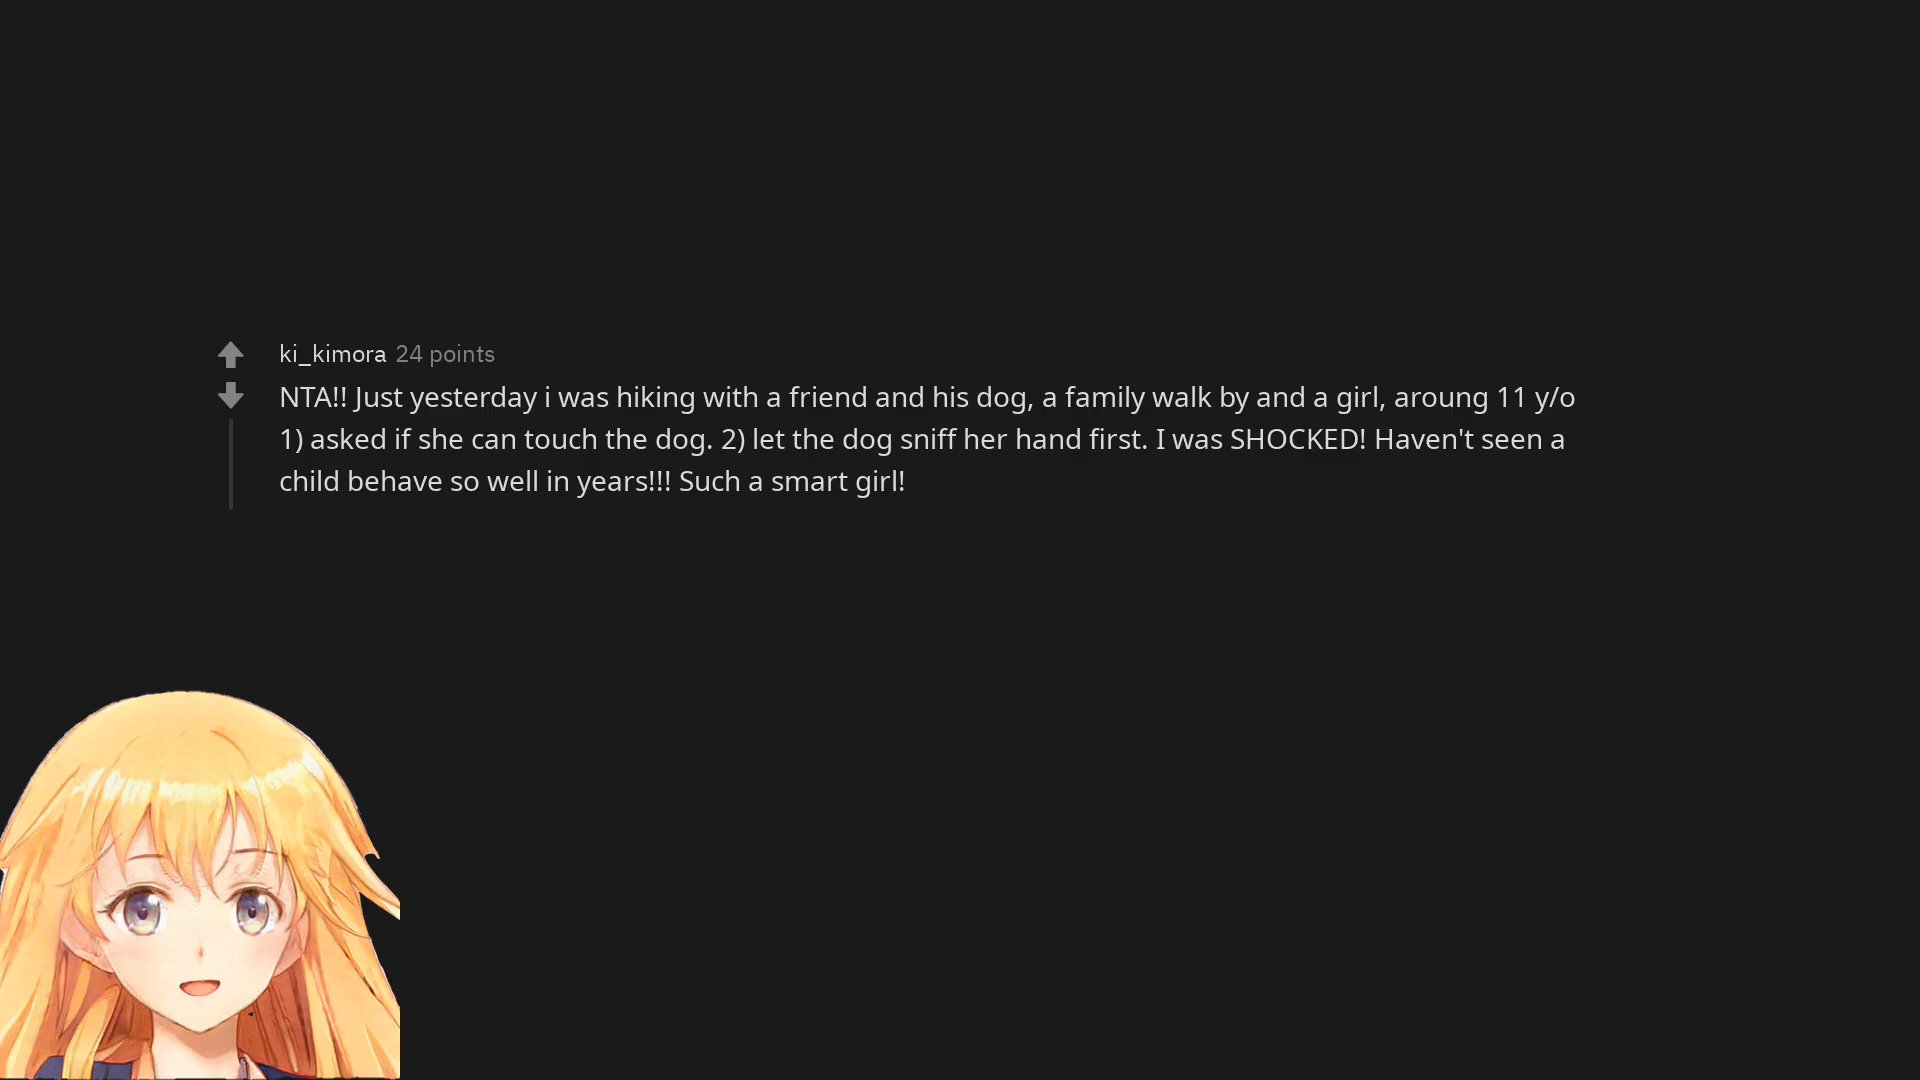 ki_kimora 24 points
NTA!! Just yesterday i was hiking with a friend and his dog, a family walk by and a girl, aroung 11 y/o
1) asked if she can touch the dog. 2) let the dog sniff her hand first. I was SHOCKED! Haven't seen a
child behave so well in years!!! Such a smart girl!